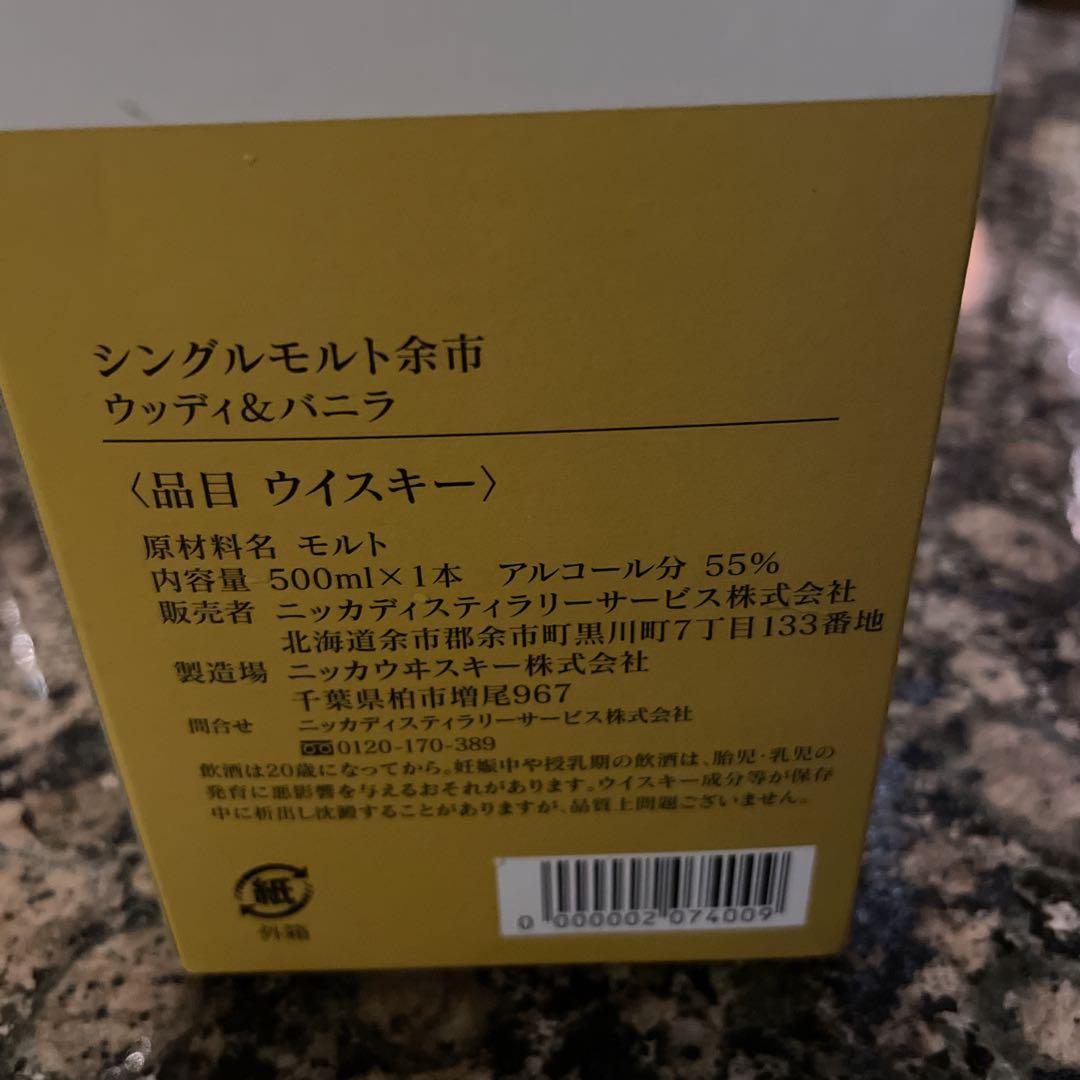 シングルモルト余市
ウッディ&バニラ
〈品目 ウイスキー〉
原材料名 モルト
内容量 500ml×1本 アルコール分 55%
販売者 ニッカディスティラリーサービス株式会社
北海道余市郡余市町黒川町7丁目133番地
製造場 ニッカウヰスキー株式会社
千葉県柏市増尾967
問合せ ニッカディスティラリーサービス株式会社
0120-170-389
飲酒は20歳になってから。妊娠中や授乳期の飲酒は、胎児・乳児の
発育に悪影響を与えるおそれがあります。ウイスキー成分等が保存
中に析出し沈澱することがありますが、品質上問題ございません。
紙
外箱
0 000002 074009